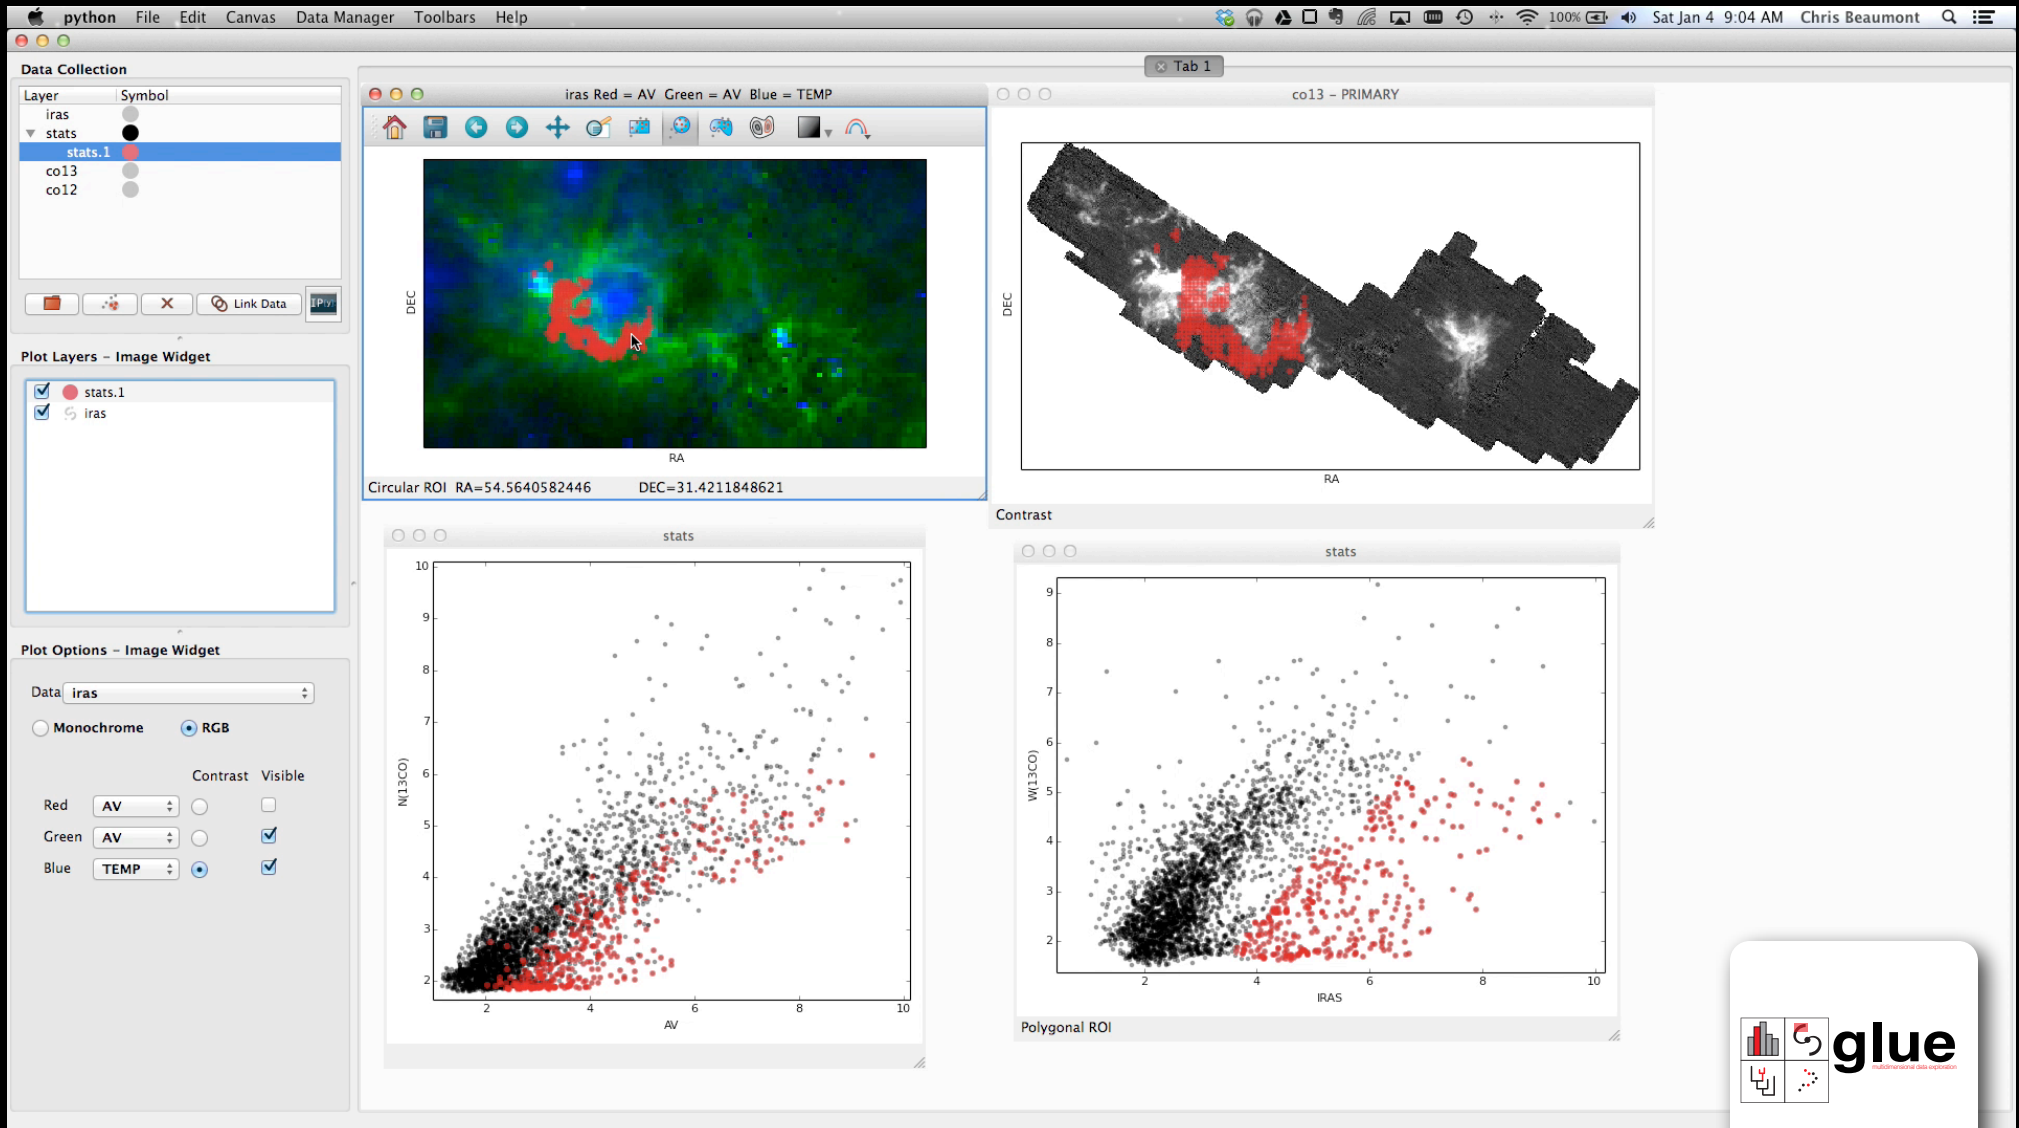 python File Edit Canvas Data Manager Toolbars Help 100% Sat Jan 4 9:04 AM Chris Beaumont
Data Collection
Layer Symbol
iras
stats
stats.1
co13
co12
Link Data
Plot Layers - Image Widget
stats.1
iras
Plot Options - Image Widget
Data iras
Monochrome RGB
Contrast Visible
Red AV
Green AV
Blue TEMP
Tab 1
iras Red = AV Green = AV Blue = TEMP
DEC
RA
Circular ROI RA=54.5640582446 DEC=31.4211848621
co13 - PRIMARY
DEC
RA
Contrast
stats
10
9
8
7
6
5
4
3
2
N(13CO)
2 4 6 8 10
AV
stats
9
8
7
6
5
4
3
2
W(13CO)
2 4 6 8 10
IRAS
Polygonal ROI
glue
multidimensional data exploration